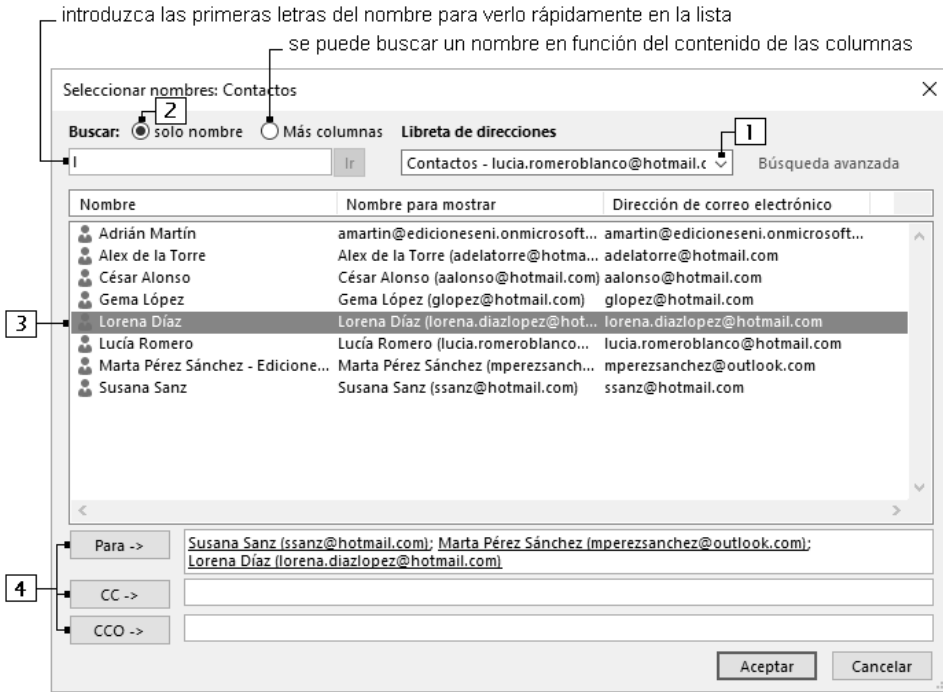 introduzca las primeras letras del nombre para verlo rápidamente en la lista
se puede buscar un nombre en función del contenido de las columnas
Seleccionar nombres: Contactos
2
Buscar: solo nombre Más columnas Libreta de direcciones
1
l Ir Contactos - lucia.romeroblanco@hotmail.c Búsqueda avanzada
Nombre Nombre para mostrar Dirección de correo electrónico
Adrián Martín amartin@edicioneseni.onmicrosoft... amartin@edicioneseni.onmicrosoft...
Alex de la Torre Alex de la Torre (adelatorre@hotma... adelatorre@hotmail.com
César Alonso César Alonso (aalonso@hotmail.com) aalonso@hotmail.com
Gema López Gema López (glopez@hotmail.com) glopez@hotmail.com
3 Lorena Díaz Lorena Díaz (lorena.diazlopez@hot... lorena.diazlopez@hotmail.com
Lucía Romero Lucía Romero (lucia.romeroblanco... lucia.romeroblanco@hotmail.com
Marta Pérez Sánchez - Edicione... Marta Pérez Sánchez (mperezsanch... mperezsanchez@outlook.com
Susana Sanz Susana Sanz (ssanz@hotmail.com) ssanz@hotmail.com
Para -> Susana Sanz (ssanz@hotmail.com); Marta Pérez Sánchez (mperezsanchez@outlook.com);
Lorena Díaz (lorena.diazlopez@hotmail.com)
4 CC ->
CCO ->
Aceptar Cancelar